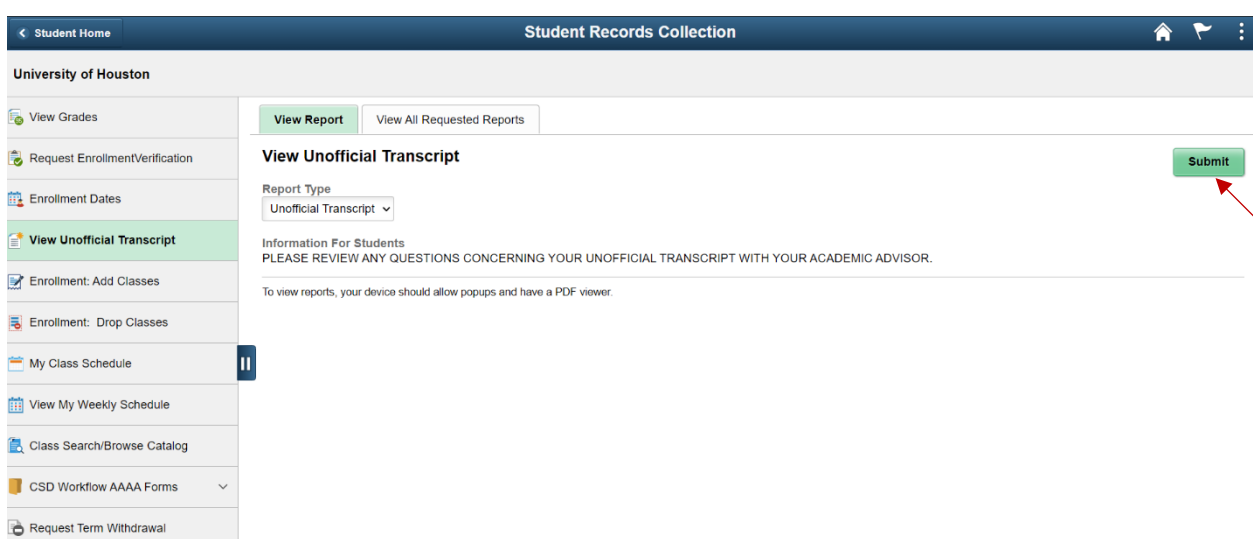 Student Home
Student Records Collection
University of Houston
View Grades
Request EnrollmentVerification
Enrollment Dates
View Unofficial Transcript
Enrollment: Add Classes
Enrollment: Drop Classes
My Class Schedule
View My Weekly Schedule
Class Search/Browse Catalog
CSD Workflow AAAA Forms
Request Term Withdrawal
View Report
View All Requested Reports
View Unofficial Transcript
Submit
Report Type
Unofficial Transcript
Information For Students
PLEASE REVIEW ANY QUESTIONS CONCERNING YOUR UNOFFICIAL TRANSCRIPT WITH YOUR ACADEMIC ADVISOR.
To view reports, your device should allow popups and have a PDF viewer.